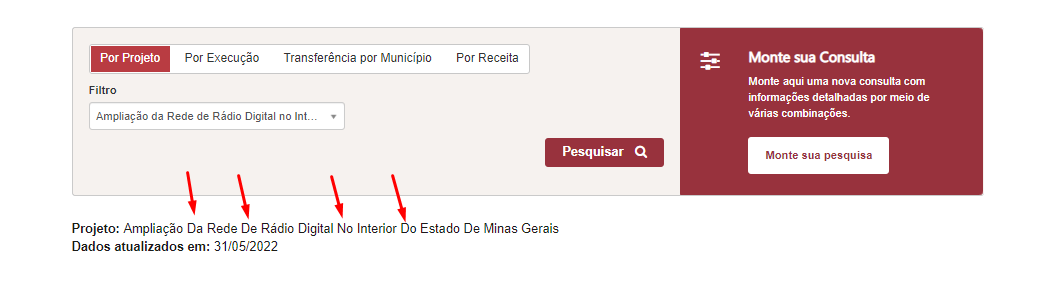 Por Projeto Por Execução Transferência por Município Por Receita
Filtro
Ampliação da Rede de Rádio Digital no Int...
Pesquisar
Monte sua Consulta
Monte aqui uma nova consulta com
informações detalhadas por meio de
várias combinações.
Monte sua pesquisa
Projeto: Ampliação Da Rede De Rádio Digital No Interior Do Estado De Minas Gerais
Dados atualizados em: 31/05/2022